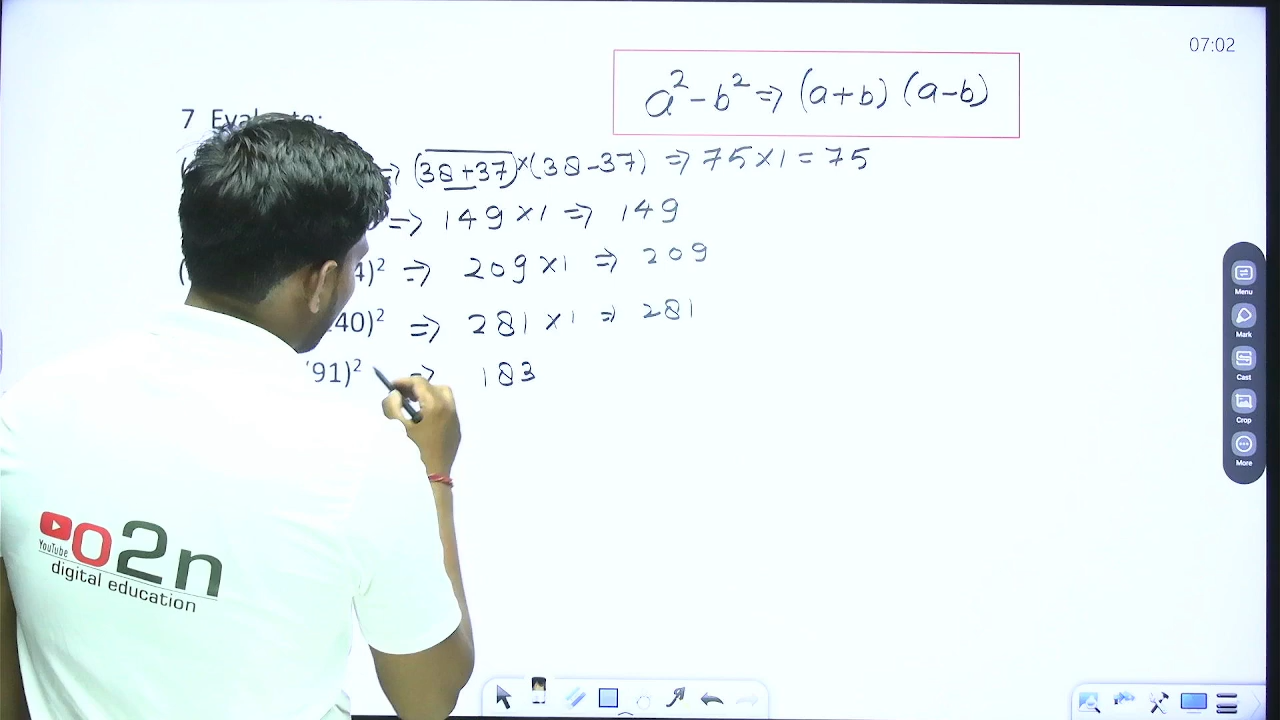 07:02
a² - b² ⇒ (a+b) (a-b)
7
⇒ (38+37)×(38-37) ⇒ 75×1 = 75
⇒ 149×1 ⇒ 149
4)² ⇒ 209×1 ⇒ 209
40)² ⇒ 281×1 ⇒ 281
91)² ⇒ 183
Menu
Mark
Cast
Crop
More
YouTube o2n
digital education